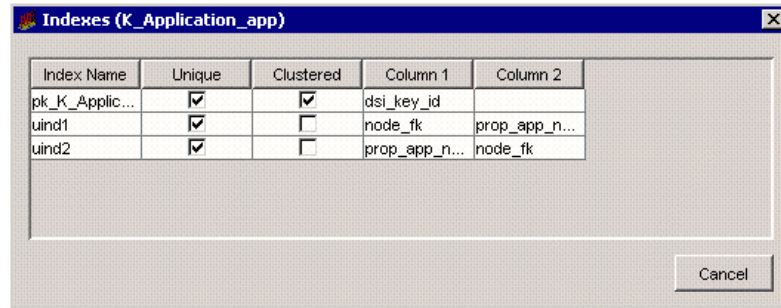 Indexes (K_Application_app)
Index Name Unique Clustered Column 1 Column 2
pk_K_Applic... dsi_key_id
uind1 node_fk prop_app_n...
uind2 prop_app_n... node_fk
Cancel